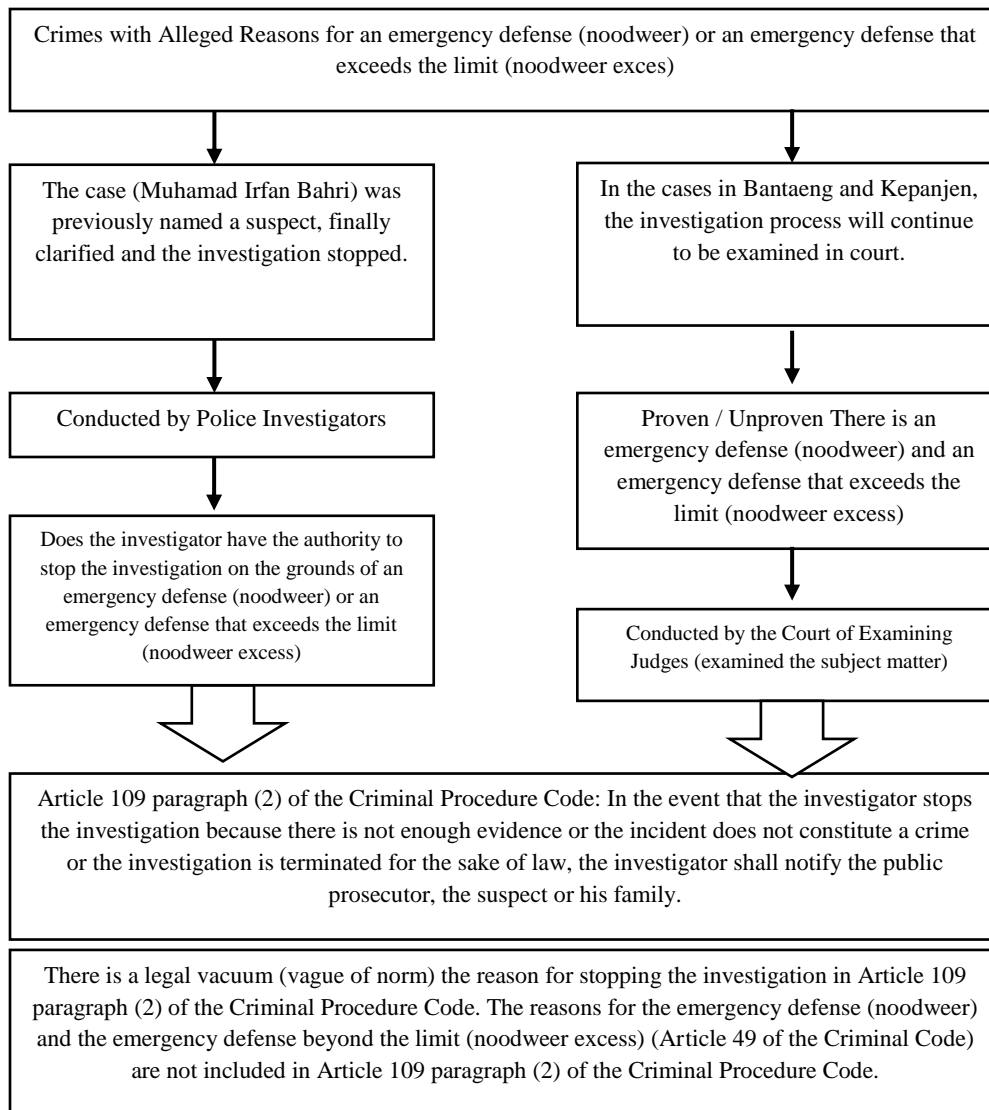 Crimes with Alleged Reasons for an emergency defense (noodweer) or an emergency defense that
exceeds the limit (noodweer exces)
The case (Muhamad Irfan Bahri) was
previously named a suspect, finally
clarified and the investigation stopped.
In the cases in Bantaeng and Kepanjen,
the investigation process will continue
to be examined in court.
Conducted by Police Investigators
Proven / Unproven There is an
emergency defense (noodweer) and an
emergency defense that exceeds the
limit (noodweer excess)
Does the investigator have the authority to
stop the investigation on the grounds of an
emergency defense (noodweer) or an
emergency defense that exceeds the limit
(noodweer excess)
Conducted by the Court of Examining
Judges (examined the subject matter)
Article 109 paragraph (2) of the Criminal Procedure Code: In the event that the investigator stops
the investigation because there is not enough evidence or the incident does not constitute a crime
or the investigation is terminated for the sake of law, the investigator shall notify the public
prosecutor, the suspect or his family.
There is a legal vacuum (vague of norm) the reason for stopping the investigation in Article 109
paragraph (2) of the Criminal Procedure Code. The reasons for the emergency defense (noodweer)
and the emergency defense beyond the limit (noodweer excess) (Article 49 of the Criminal Code)
are not included in Article 109 paragraph (2) of the Criminal Procedure Code.